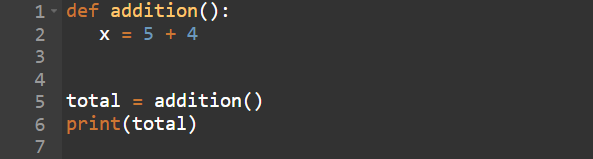 1 def addition():
2    x = 5 + 4
3
4
5 total = addition()
6 print(total)
7